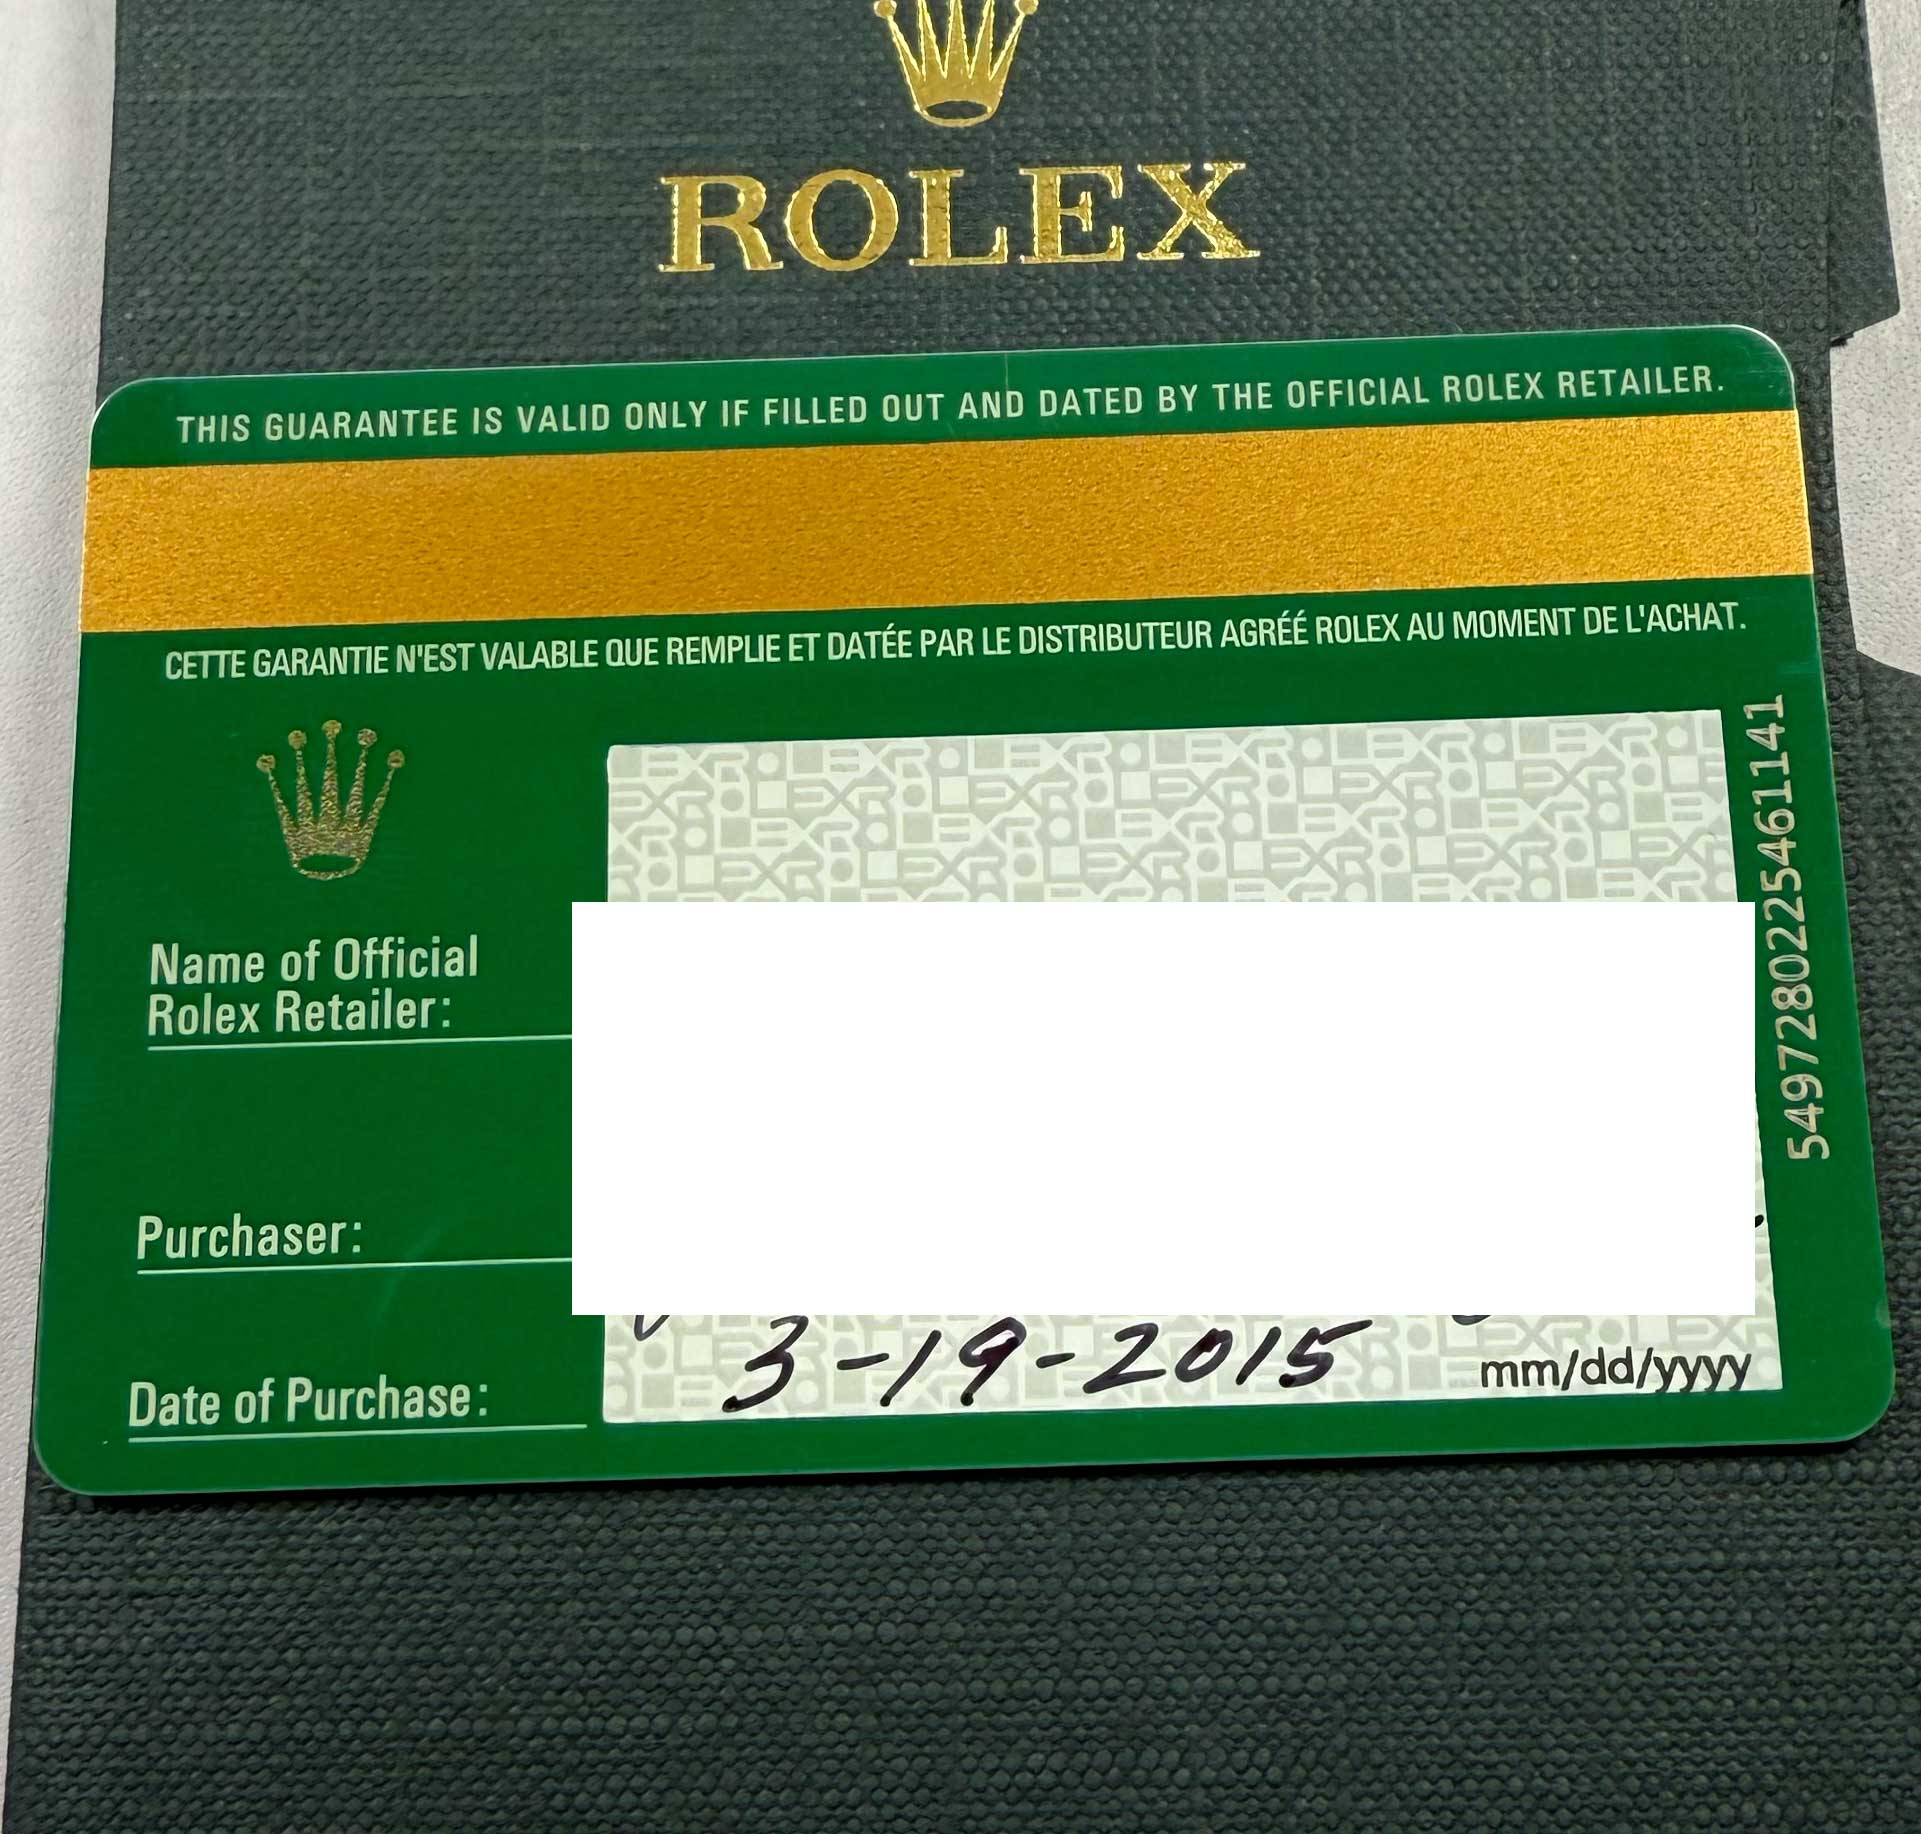 ROLEX
THIS GUARANTEE IS VALID ONLY IF FILLED OUT AND DATED BY THE OFFICIAL ROLEX RETAILER.
CETTE GARANTIE N'EST VALABLE QUE REMPLIE ET DATÉE PAR LE DISTRIBUTEUR AGRÉÉ ROLEX AU MOMENT DE L'ACHAT.
Name of Official
Rolex Retailer:
Purchaser:
Date of Purchase:
3-19-2015
mm/dd/yyyy
5497280225461141